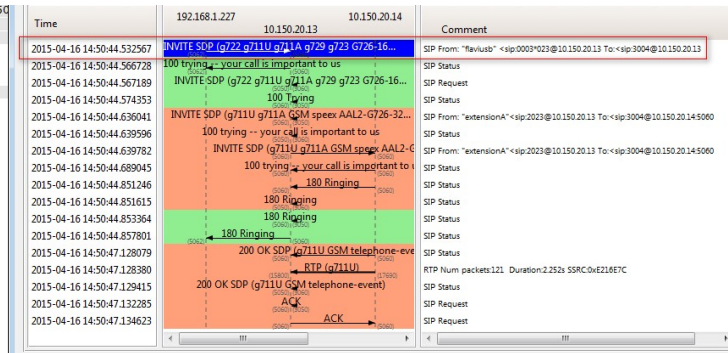 Time 192.168.1.227 10.150.20.13 10.150.20.14 Comment
2015-04-16 14:50:44.532567 INVITE SDP (g722 g711U g711A g729 g723 G726-16... SIP From: "flaviusb" <sip:0003*023@10.150.20.13 To:<sip:3004@10.150.20.13
2015-04-16 14:50:44.566728 100 trying -- your call is important to us SIP Status
2015-04-16 14:50:44.567189 INVITE SDP (g722 g711U g711A g729 g723 G726-16... SIP Request
2015-04-16 14:50:44.574353 100 Trying SIP Status
2015-04-16 14:50:44.636041 INVITE SDP (g711U g711A GSM speex AAL2-G726-32... SIP From: "extensionA"<sip:2023@10.150.20.13 To:<sip:3004@10.150.20.14:5060
2015-04-16 14:50:44.639596 100 trying -- your call is important to us SIP Status
2015-04-16 14:50:44.639782 INVITE SDP (g711U g711A GSM speex AAL2-G SIP From: "extensionA"<sip:2023@10.150.20.13 To:<sip:3004@10.150.20.14:5060
2015-04-16 14:50:44.689045 100 trying -- your call is important to SIP Status
2015-04-16 14:50:44.851246 180 Ringing SIP Status
2015-04-16 14:50:44.851615 180 Ringing SIP Status
2015-04-16 14:50:44.853364 180 Ringing SIP Status
2015-04-16 14:50:44.857801 180 Ringing SIP Status
2015-04-16 14:50:47.128079 200 OK SDP (g711U GSM telephone-eve SIP Status
2015-04-16 14:50:47.128380 RTP (g711U) RTP Num packets:121 Duration:2.252s SSRC:0xE216E7C
2015-04-16 14:50:47.129415 200 OK SDP (g711U GSM telephone-event) SIP Status
2015-04-16 14:50:47.132285 ACK SIP Request
2015-04-16 14:50:47.134623 ACK SIP Request